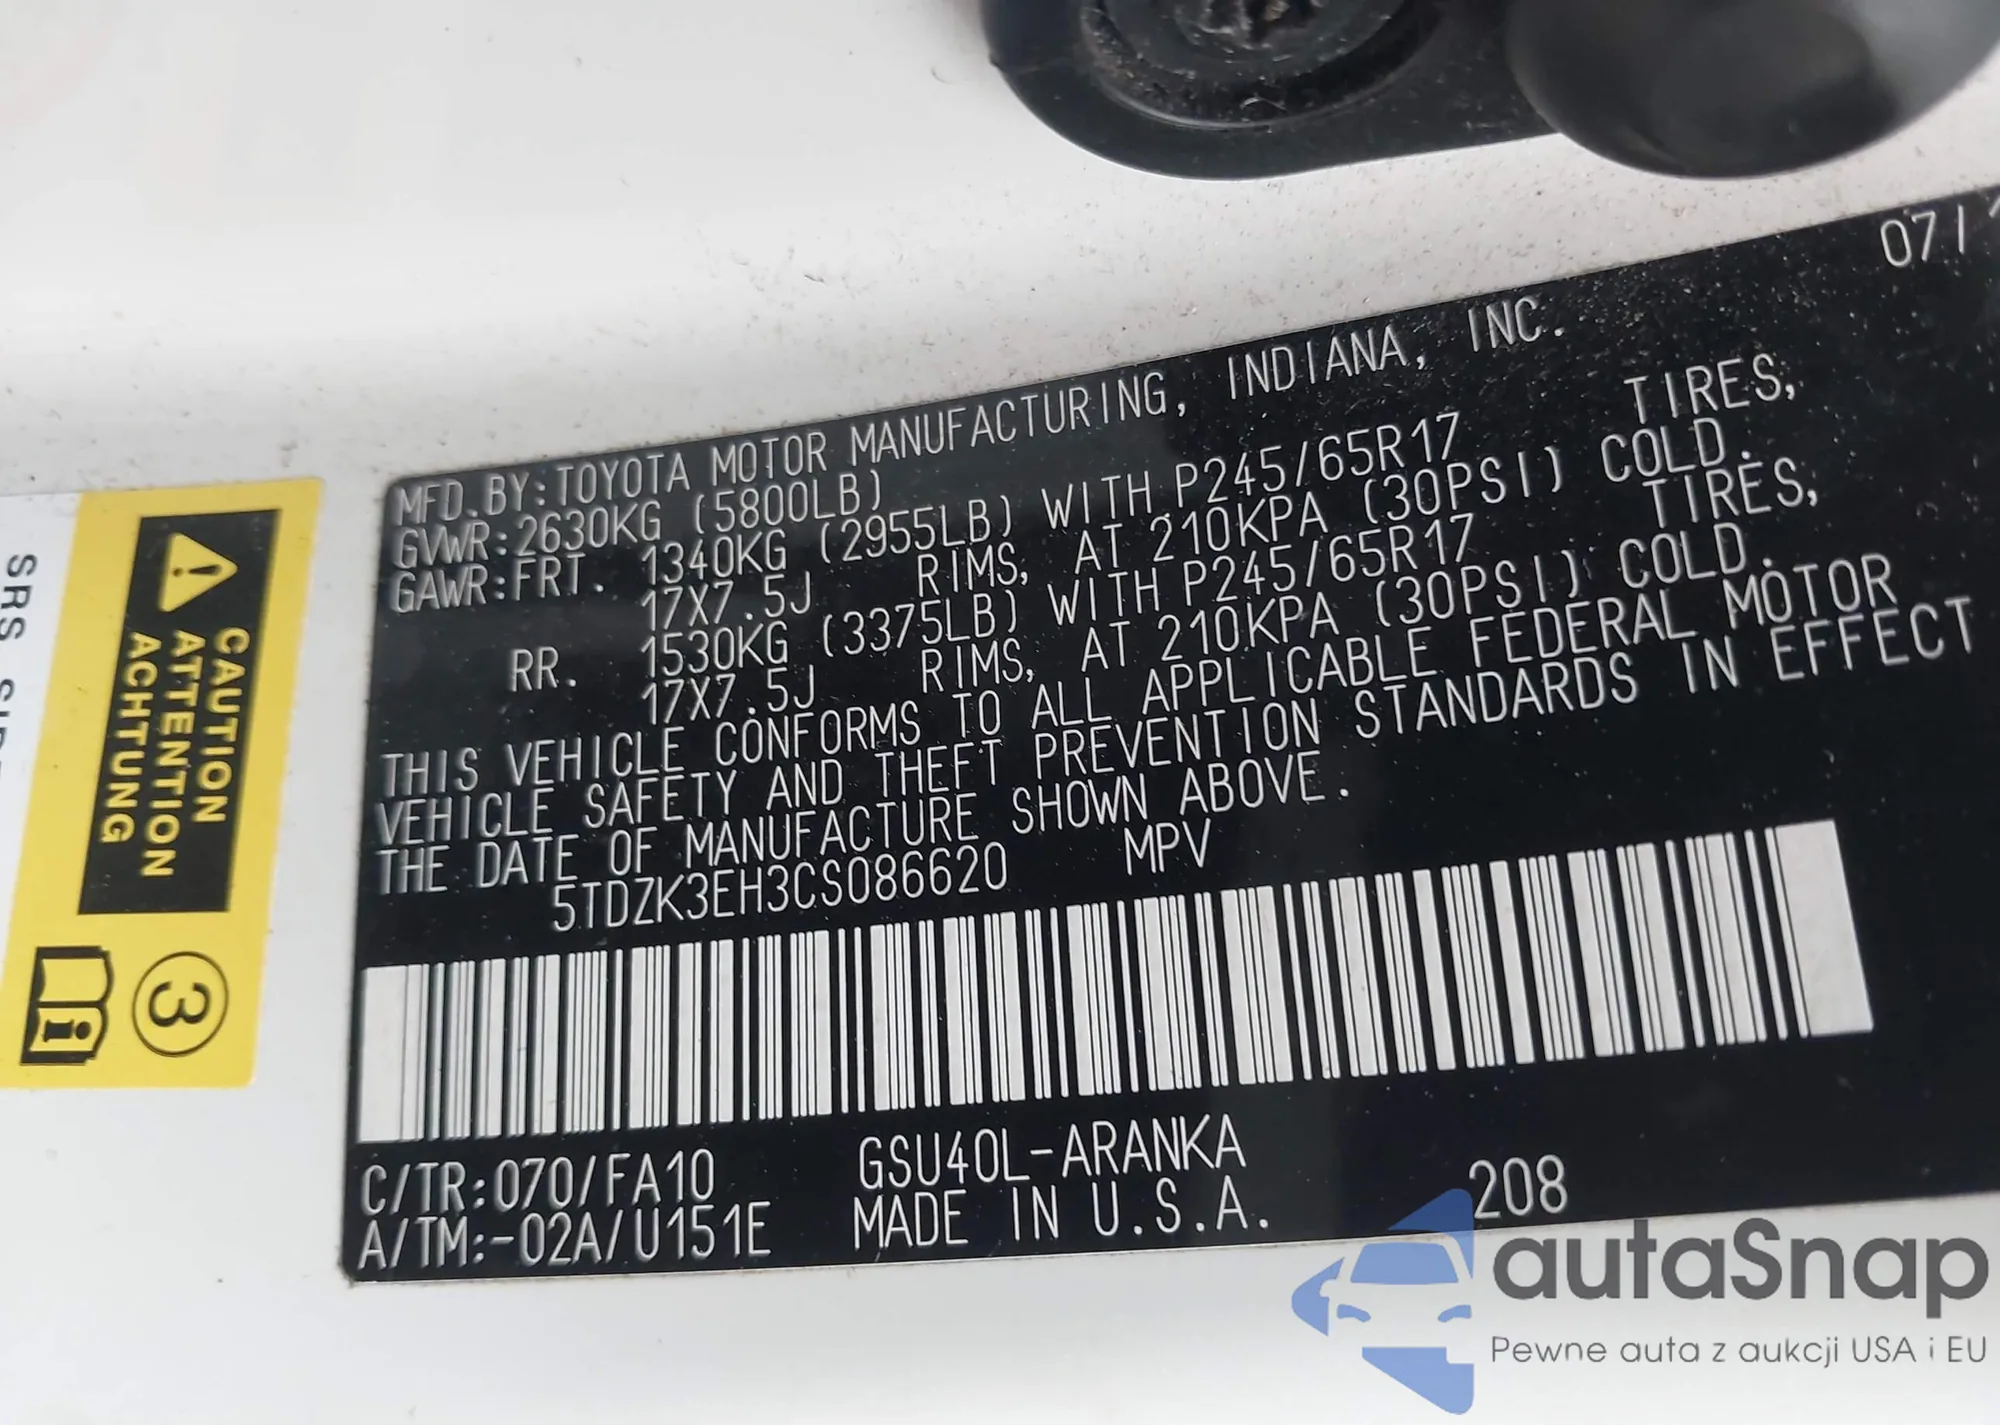 07/
MFD.BY:TOYOTA MOTOR MANUFACTURING, INDIANA, INC.
GVWR:2630KG (5800LB)
GAWR:FRT. 1340KG (2955LB) WITH P245/65R17 TIRES,
17X7.5J RIMS, AT 210KPA (30PSI) COLD.
RR. 1530KG (3375LB) WITH P245/65R17 TIRES,
17X7.5J RIMS, AT 210KPA (30PSI) COLD.
THIS VEHICLE CONFORMS TO ALL APPLICABLE FEDERAL MOTOR
VEHICLE SAFETY AND THEFT PREVENTION STANDARDS IN EFFECT
THE DATE OF MANUFACTURE SHOWN ABOVE.
5TDZK3EH3CS086620 MPV
C/TR:070/FA10 GSU40L-ARANKA
A/TM:-02A/U151E MADE IN U.S.A. 208
CAUTION
ATTENTION
ACHTUNG
3
SRS
autaSnap
Pewne auta z aukcji USA i EU